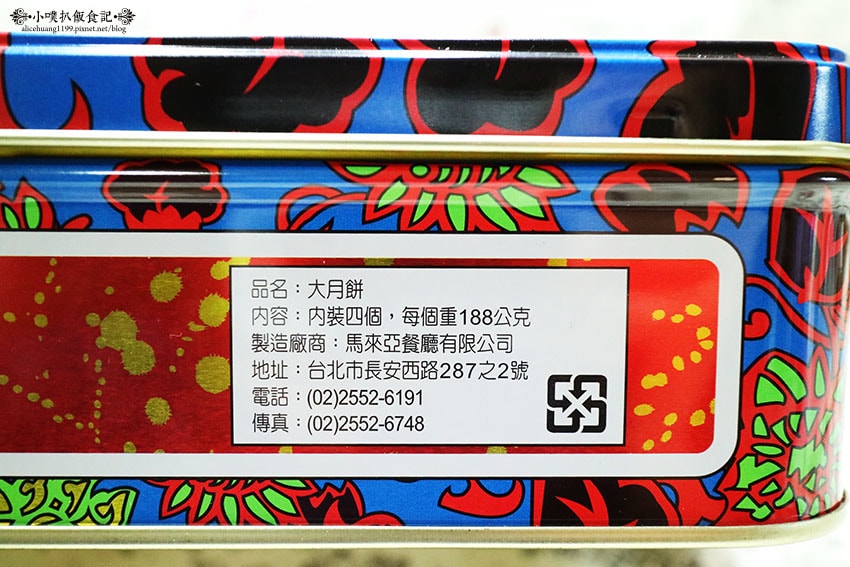 小噗扒飯食記
alicehuang1199.pixnet.net/blog
品名：大月餅
內容：內裝四個，每個重188公克
製造廠商：馬來亞餐廳有限公司
地址：台北市長安西路287之2號
電話：(02)2552-6191
傳真：(02)2552-6748